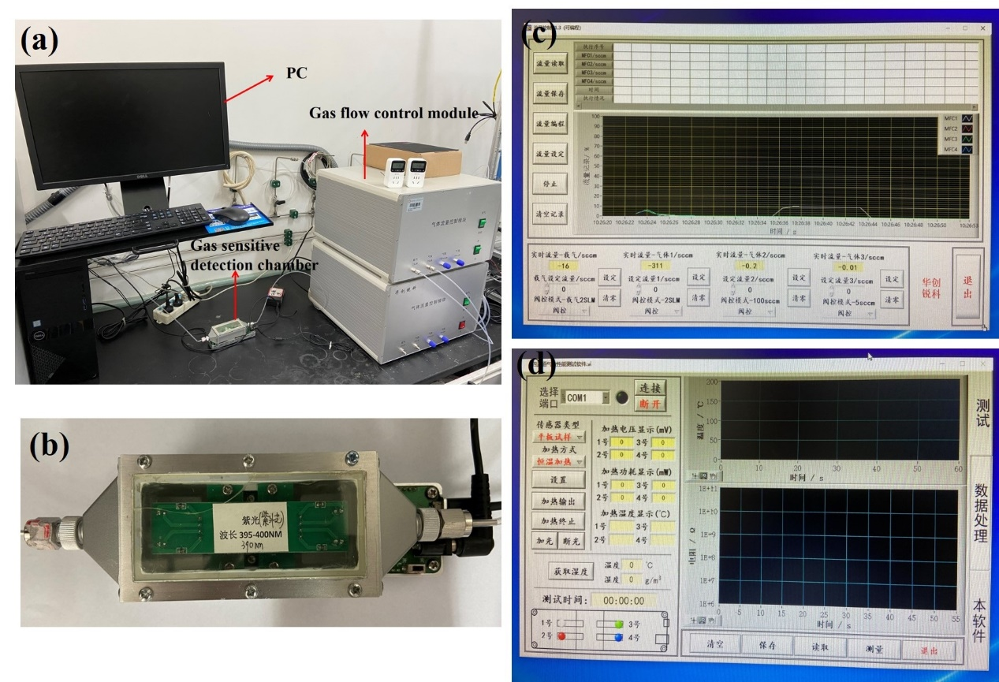 (a)
PC
Gas flow control module
Gas sensitive
detection chamber
DELL
气体流量控制模块
气体流量控制模块
(b)
紫光(紫外光)
波长 395-400NM
390nm
(c)
(可编程)
流量读取
流量保存
流量编程
流量设定
停止
清空记录
执行序号
MFC1/sccm
MFC2/sccm
MFC3/sccm
MFC4/sccm
时间
执行情况
MFC1
MFC2
MFC3
MFC4
流量记录/ %
100
90
80
70
60
50
40
30
20
10
0
10:26:20 10:26:22 10:26:24 10:26:26 10:26:28 10:26:30 10:26:32 10:26:34 10:26:36 10:26:38 10:26:40 10:26:42 10:26:44 10:26:46 10:26:48 10:26:50 10:26:53
时间 / s
实时流量-载气/sccm 实时流量-气体1/sccm 实时流量-气体2/sccm 实时流量-气体3/sccm
-16 -311 -0.2 -0.01
载气设定流量/sccm 设定 设定流量1/sccm 设定 设定流量2/sccm 设定 设定流量3/sccm 设定
0 清零 0 清零 0 清零 0 清零
阀控模式-载气2SLM 阀控模式-2SLM 阀控模式-100sccm 阀控模式-5sccm
阀控 阀控 阀控 阀控
华创
锐科
退出
(d)
性能测试软件.vi
选择
端口
COM1
连接
断开
传感器类型
平板试样
加热方式
恒温加热
设置
加热输出
加热终止
加光 断光
加热电压显示(mV)
1号 0 3号 0
2号 0 4号 0
加热功耗显示(mW)
1号 0 3号 0
2号 0 4号 0
加热温度显示(℃)
1号 3号
2号 4号
获取湿度
温度 0 ℃
湿度 0 g/m³
测试时间: 00:00:00
1号 3号
2号 4号
温度 / ℃
200
150
100
50
0
0 10 20 30 40 50 60
时间 / s
电阻 / Ω
1E+11
1E+10
1E+9
1E+8
1E+7
1E+6
0 5 10 15 20 25 30 35 40 45 50 55
时间 / s
清空 保存 读取 测量 退出
测试
数据处理
本软件